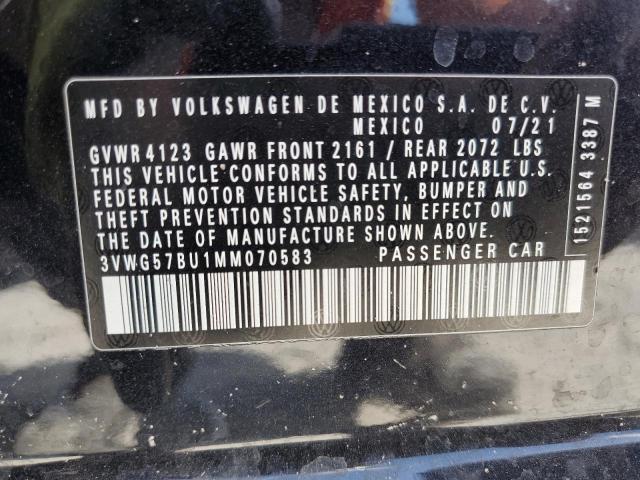 MFD BY VOLKSWAGEN DE MEXICO S.A. DE C.V.
MEXICO 07/21
GVWR 4123 GAWR FRONT 2161 / REAR 2072 LBS
THIS VEHICLE CONFORMS TO ALL APPLICABLE U.S.
FEDERAL MOTOR VEHICLE SAFETY, BUMPER AND
THEFT PREVENTION STANDARDS IN EFFECT ON
THE DATE OF MANUFACTURE SHOWN ABOVE.
3VWG57BU1MM070583 PASSENGER CAR
1521564 3387 M